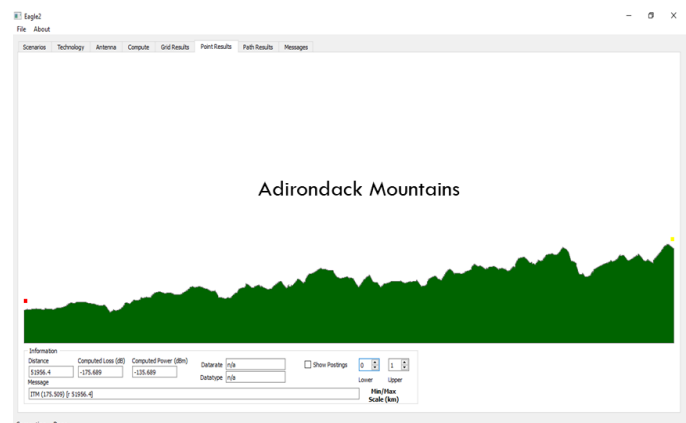 Eagle2
File About
Scenarios Technology Antenna Compute Grid Results Point Results Path Results Messages
Adirondack Mountains
Information
Distance Computed Loss (dB) Computed Power (dBm)
51956.4 -175.689 -135.689
Datarate n/a
Datatype n/a
Show Postings
0 1
Lower Upper
Min/Max
Scale (km)
Message
ITM (175.509) [r 51956.4]